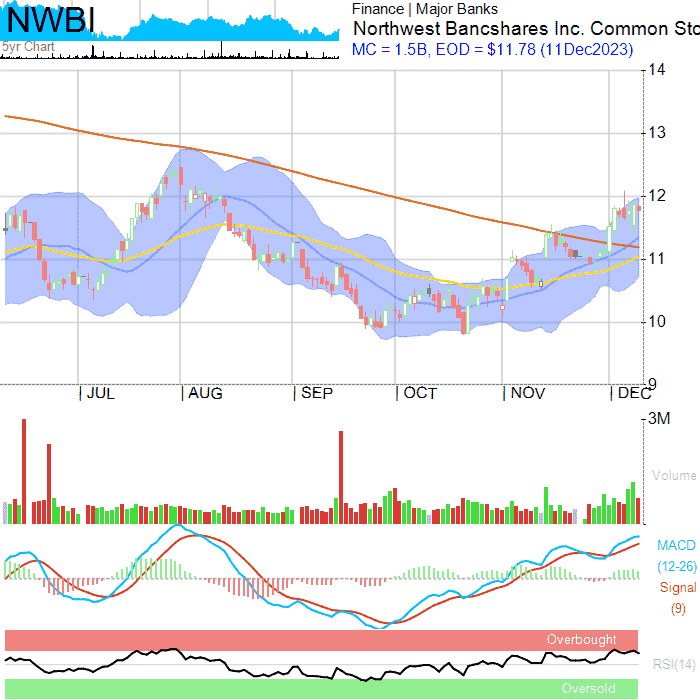 NWBI
5yr Chart
Finance | Major Banks
Northwest Bancshares Inc. Common Sto
MC = 1.5B, EOD = $11.78 (11Dec2023)
14
13
12
11
10
9
JUL AUG SEP OCT NOV DEC
3M
Volume
MACD
(12-26)
Signal
(9)
Overbought
RSI(14)
Oversold